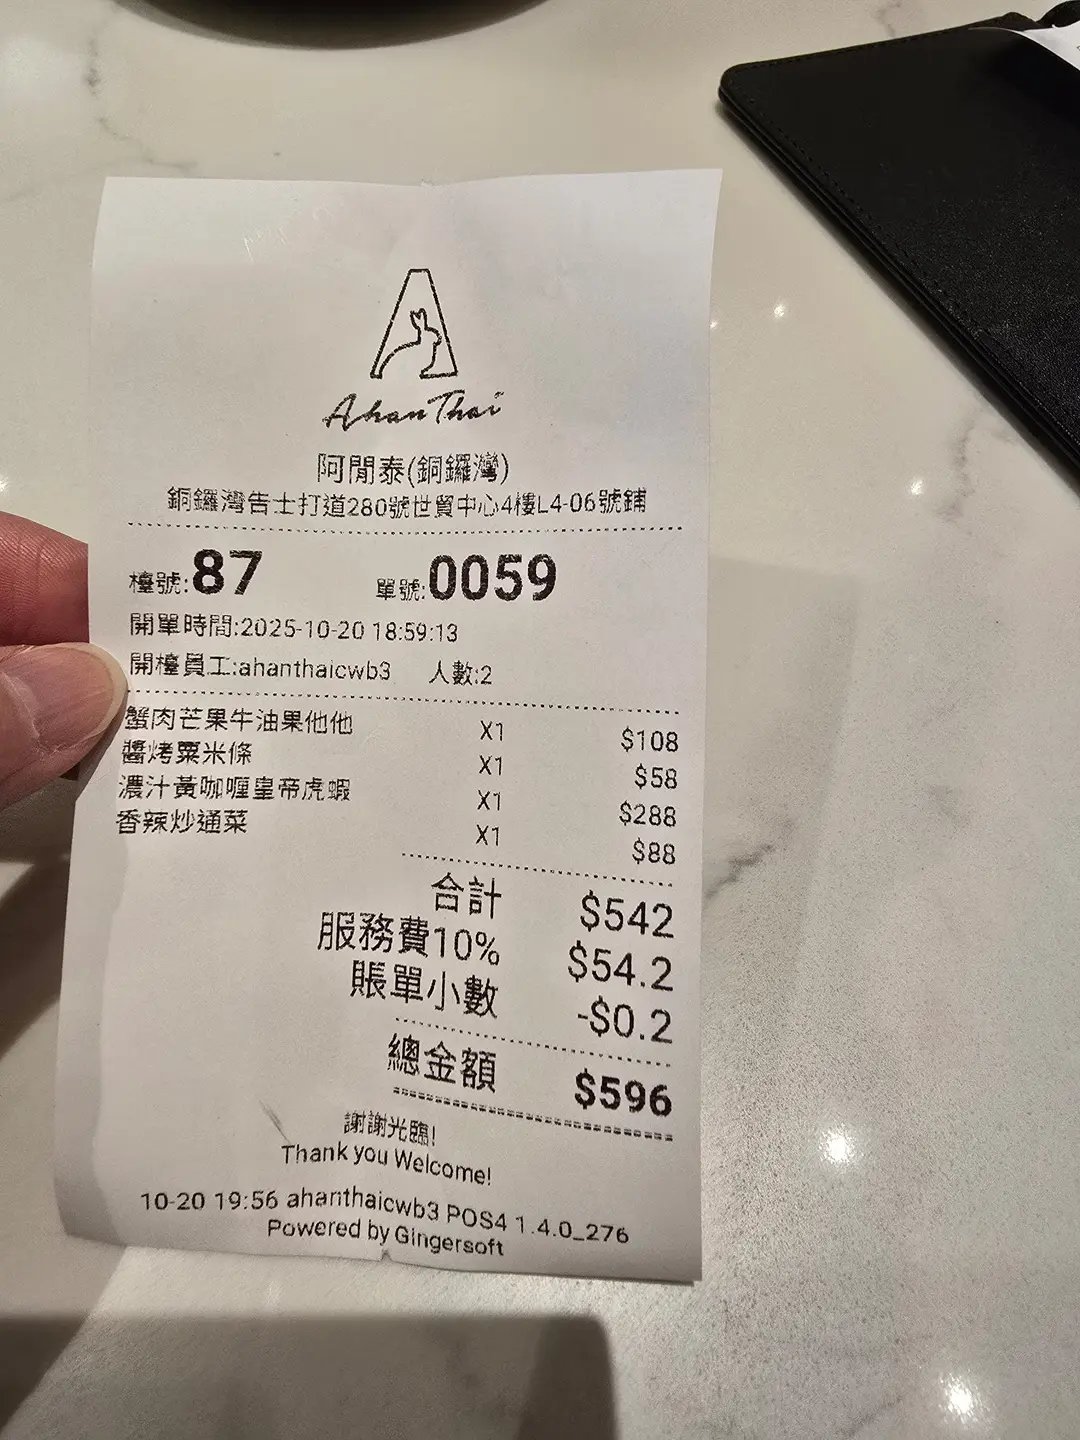 Ahan Thai
阿閒泰(銅鑼灣)
銅鑼灣告士打道280號世貿中心4樓L4-06號鋪
檯號:87 單號:0059
開單時間:2025-10-20 18:59:13
開檯員工:ahanthaicwb3 人數:2
蟹肉芒果牛油果他他 X1 $108
醬烤粟米條 X1 $58
濃汁黃咖喱皇帝虎蝦 X1 $288
香辣炒通菜 X1 $88
合計 $542
服務費10% $54.2
賬單小數 -$0.2
總金額 $596
謝謝光臨!
Thank you Welcome!
10-20 19:56 ahanthaicwb3 POS4 1.4.0_276
Powered by Gingersoft